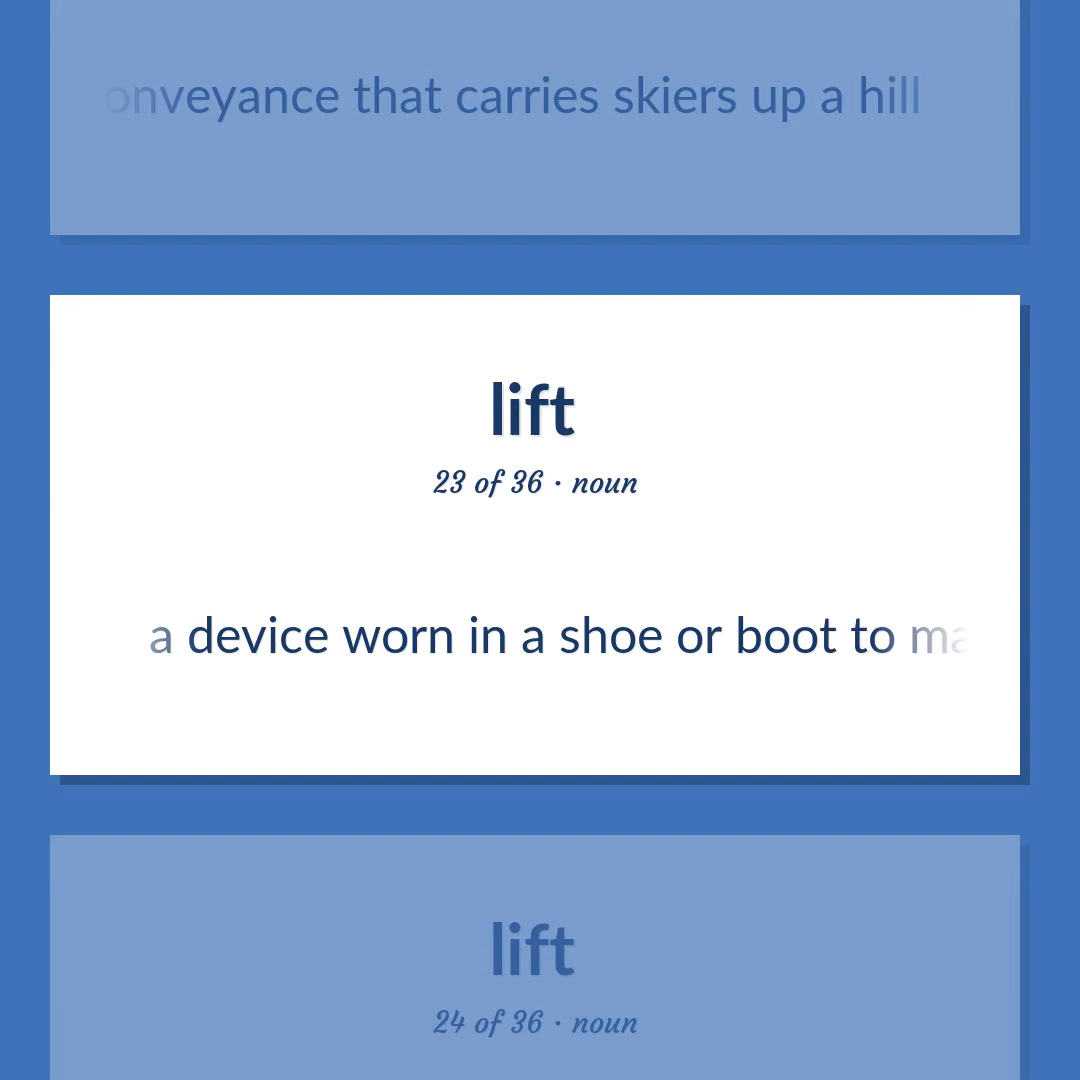 onveyance that carries skiers up a hill
lift
23 of 36 · noun
a device worn in a shoe or boot to ma
lift
24 of 36 · noun